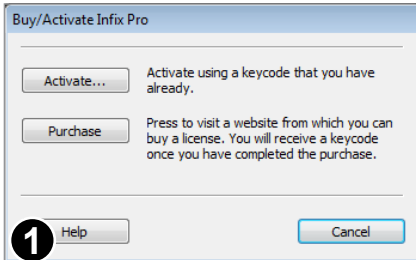 Buy/Activate Infix Pro
Activate...
Activate using a keycode that you have
already.
Purchase
Press to visit a website from which you can
buy a license. You will receive a keycode
once you have completed the purchase.
1
Help
Cancel